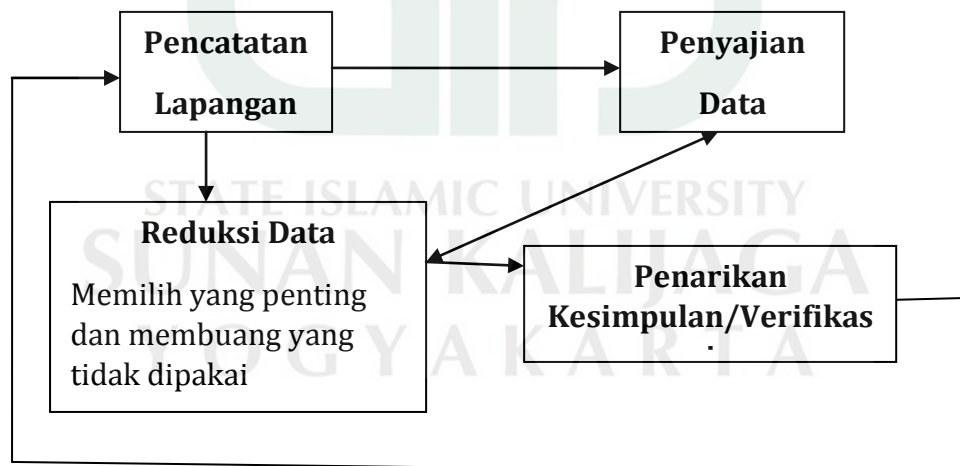 Pencatatan
Lapangan
Penyajian
Data
STATE ISLAMIC UNIVERSITY
SUNAN KALIJAGA
YOGYAKARTA
Reduksi Data
Memilih yang penting
dan membuang yang
tidak dipakai
Penarikan
Kesimpulan/Verifikas